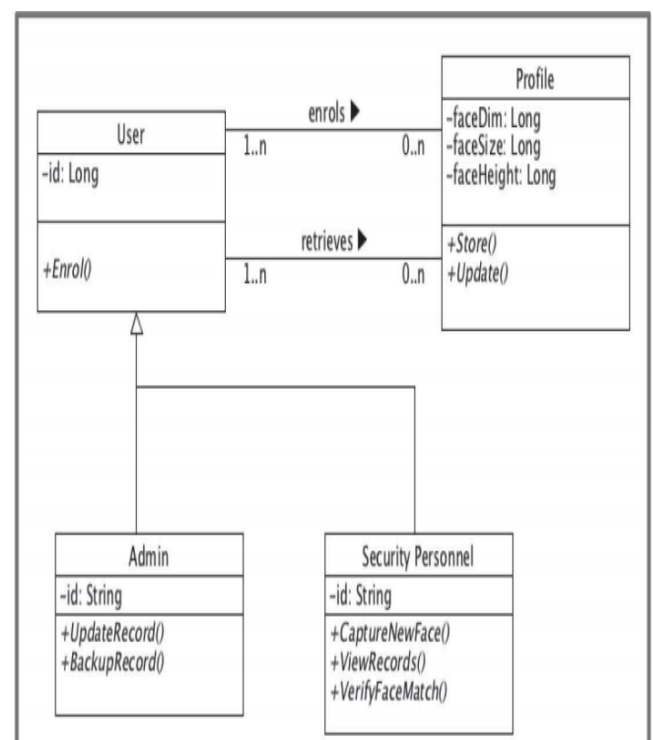 User
-id: Long
+Enrol()
enrols ▶
1..n
0..n
retrieves ▶
1..n
0..n
Profile
-faceDim: Long
-faceSize: Long
-faceHeight: Long
+Store()
+Update()
Admin
-id: String
+UpdateRecord()
+BackupRecord()
Security Personnel
-id: String
+CaptureNewFace()
+ViewRecords()
+VerifyFaceMatch()